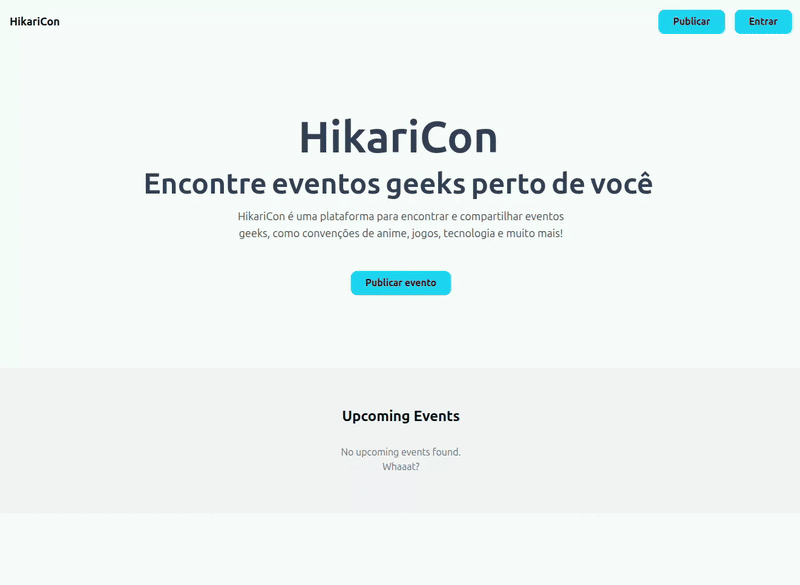 HikariCon
Publicar
Entrar
HikariCon
Encontre eventos geeks perto de você
HikariCon é uma plataforma para encontrar e compartilhar eventos
geeks, como convenções de anime, jogos, tecnologia e muito mais!
Publicar evento
Upcoming Events
No upcoming events found.
Whaaat?